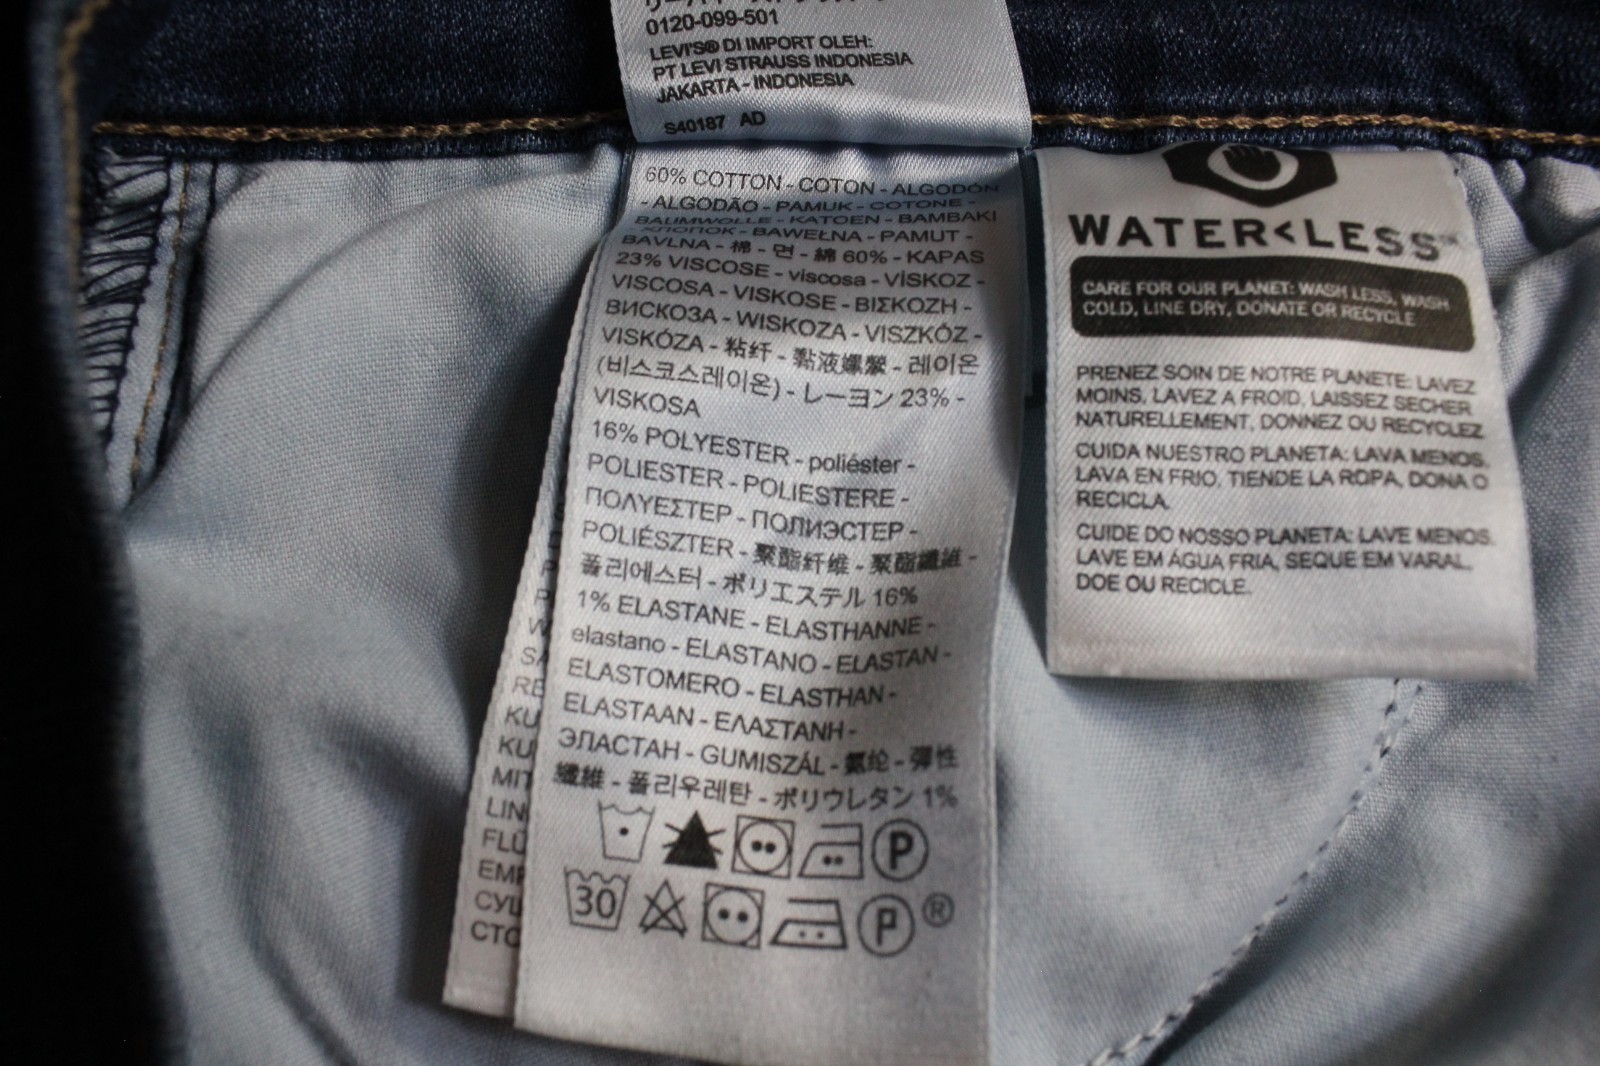 0120-099-501
LEVI'S® DI IMPORT OLEH:
PT LEVI STRAUSS INDONESIA
JAKARTA - INDONESIA
S40187 AD
60% COTTON - COTON - ALGODÓN
- ALGODÃO - PAMUK - COTONE -
BAUMWOLLE - KATOEN - BAMBAKI
ХЛОПОК - BAWEŁNA - PAMUT -
BAVLNA - 棉 - 면 - 綿 60% - KAPAS
23% VISCOSE - viscosa - VİSKOZ -
VISCOSA - VISKOSE - ΒΙΣΚΟΖΗ -
ВИСКОЗА - WISKOZA - VISZKÓZ -
VISKÓZA - 粘纤 - 黏液嫘縈 - 레이온
(비스코스레이온) - レーヨン 23% -
VISKOSA
16% POLYESTER - poliéster -
POLIESTER - POLIESTERE -
ΠΟΛΥΕΣΤΕΡ - ПОЛИЭСТЕР -
POLIÉSZTER - 聚酯纤维 - 聚酯纖維 -
폴리에스터 - ポリエステル 16%
1% ELASTANE - ELASTHANNE -
elastano - ELASTANO - ELASTAN -
ELASTOMERO - ELASTHAN -
ELASTAAN - ΕΛΑΣΤΑΝΗ -
ЭЛАСТАН - GUMISZÁL - 氨纶 - 彈性
纖維 - 폴리우레탄 - ポリウレタン 1%
P
30 P ®
RE
KU
KU
MIT
LIN
EMP
СУШ
WATER<LESS™
CARE FOR OUR PLANET: WASH LESS, WASH
COLD, LINE DRY, DONATE OR RECYCLE
PRENEZ SOIN DE NOTRE PLANETE: LAVEZ
MOINS, LAVEZ A FROID, LAISSEZ SECHER
NATURELLEMENT, DONNEZ OU RECYCLEZ
CUIDA NUESTRO PLANETA: LAVA MENOS,
LAVA EN FRIO, TIENDE LA ROPA, DONA O
RECICLA.
CUIDE DO NOSSO PLANETA: LAVE MENOS.
LAVE EM ÁGUA FRIA, SEQUE EM VARAL,
DOE OU RECICLE.